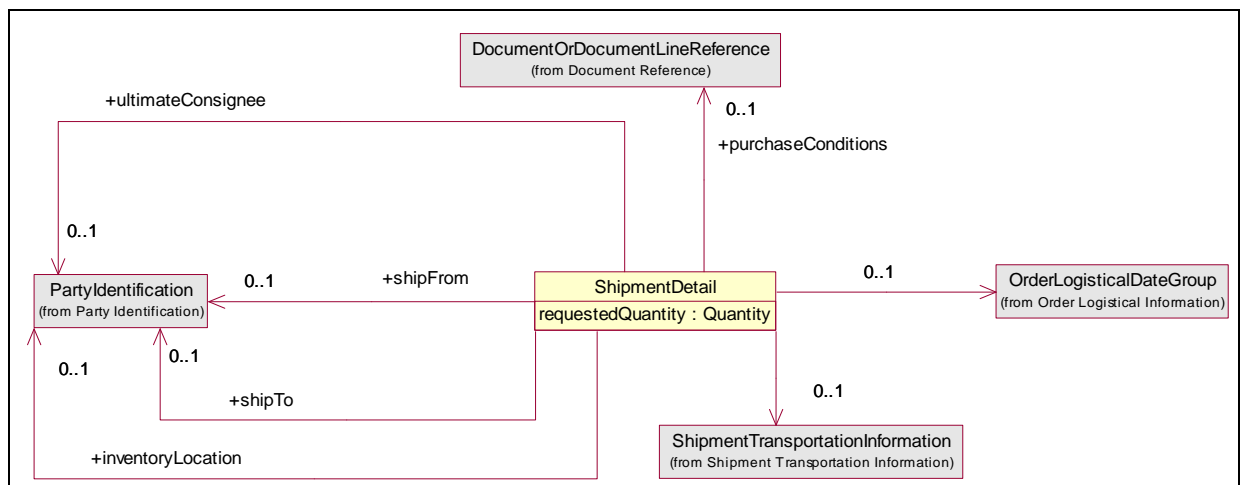 DocumentOrDocumentLineReference
(from Document Reference)
+ultimateConsignee
0..1
+purchaseConditions
0..1
+shipFrom
0..1
PartyIdentification
(from Party Identification)
ShipmentDetail
requestedQuantity : Quantity
0..1
OrderLogisticalDateGroup
(from Order Logistical Information)
0..1
0..1
+shipTo
0..1
+inventoryLocation
ShipmentTransportationInformation
(from Shipment Transportation Information)